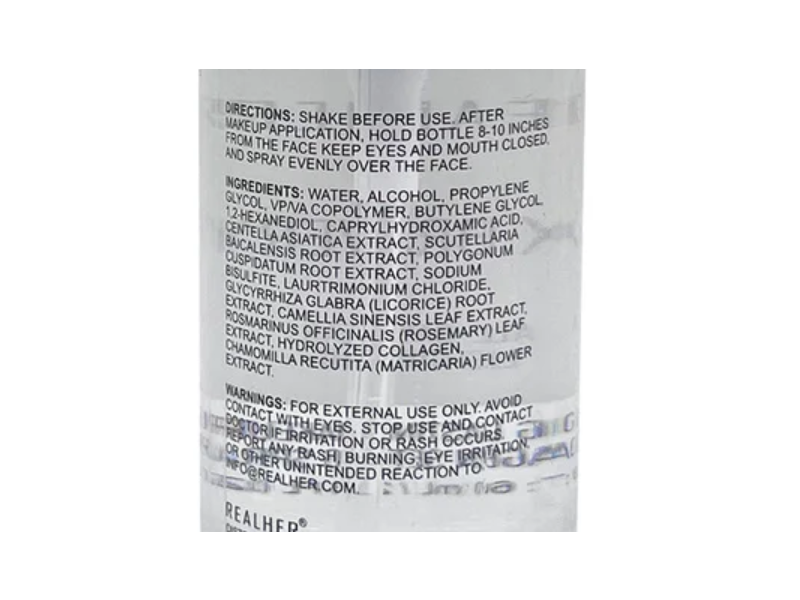 DIRECTIONS: SHAKE BEFORE USE. AFTER
MAKEUP APPLICATION, HOLD BOTTLE 8-10 INCHES
FROM THE FACE KEEP EYES AND MOUTH CLOSED,
AND SPRAY EVENLY OVER THE FACE.
INGREDIENTS: WATER, ALCOHOL, PROPYLENE
GLYCOL, VP/VA COPOLYMER, BUTYLENE GLYCOL,
1,2-HEXANEDIOL, CAPRYLHYDROXAMIC ACID,
CENTELLA ASIATICA EXTRACT, SCUTELLARIA
BAICALENSIS ROOT EXTRACT, POLYGONUM
CUSPIDATUM ROOT EXTRACT, SODIUM
BISULFITE, LAURTRIMONIUM CHLORIDE,
GLYCYRRHIZA GLABRA (LICORICE) ROOT
EXTRACT, CAMELLIA SINENSIS LEAF EXTRACT,
ROSMARINUS OFFICINALIS (ROSEMARY) LEAF
EXTRACT, HYDROLYZED COLLAGEN,
CHAMOMILLA RECUTITA (MATRICARIA) FLOWER
EXTRACT.
WARNINGS: FOR EXTERNAL USE ONLY. AVOID
CONTACT WITH EYES. STOP USE AND CONTACT
DOCTOR IF IRRITATION OR RASH OCCURS.
REPORT ANY RASH, BURNING, EYE IRRITATION,
OR OTHER UNINTENDED REACTION TO
INFO@REALHER.COM.
REALHER®